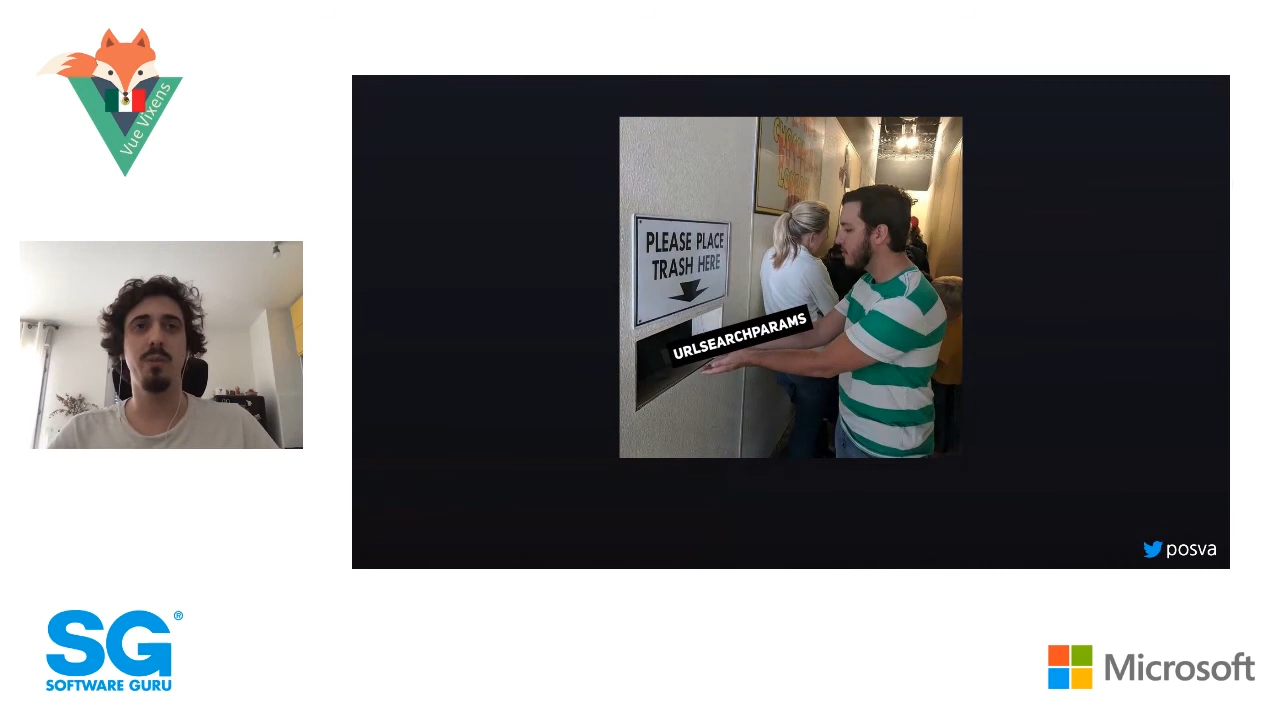 Vue Vixens
PLEASE PLACE
TRASH HERE
URLSEARCHPARAMS
posva
SG®
SOFTWARE GURU
Microsoft